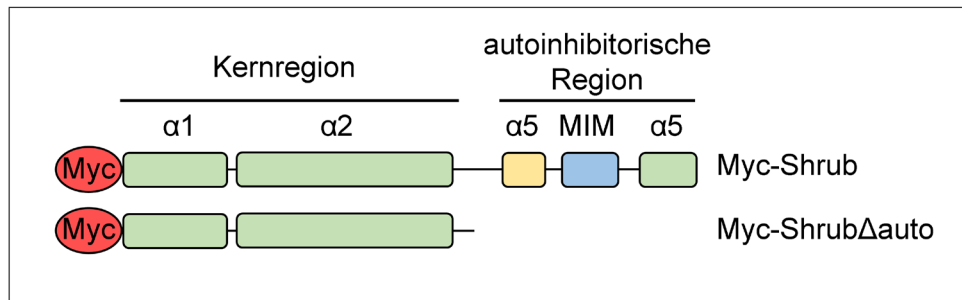 Kernregion
autoinhibitorische
Region
α1 α2 α5 MIM α5
Myc Myc-Shrub
Myc Myc-ShrubΔauto